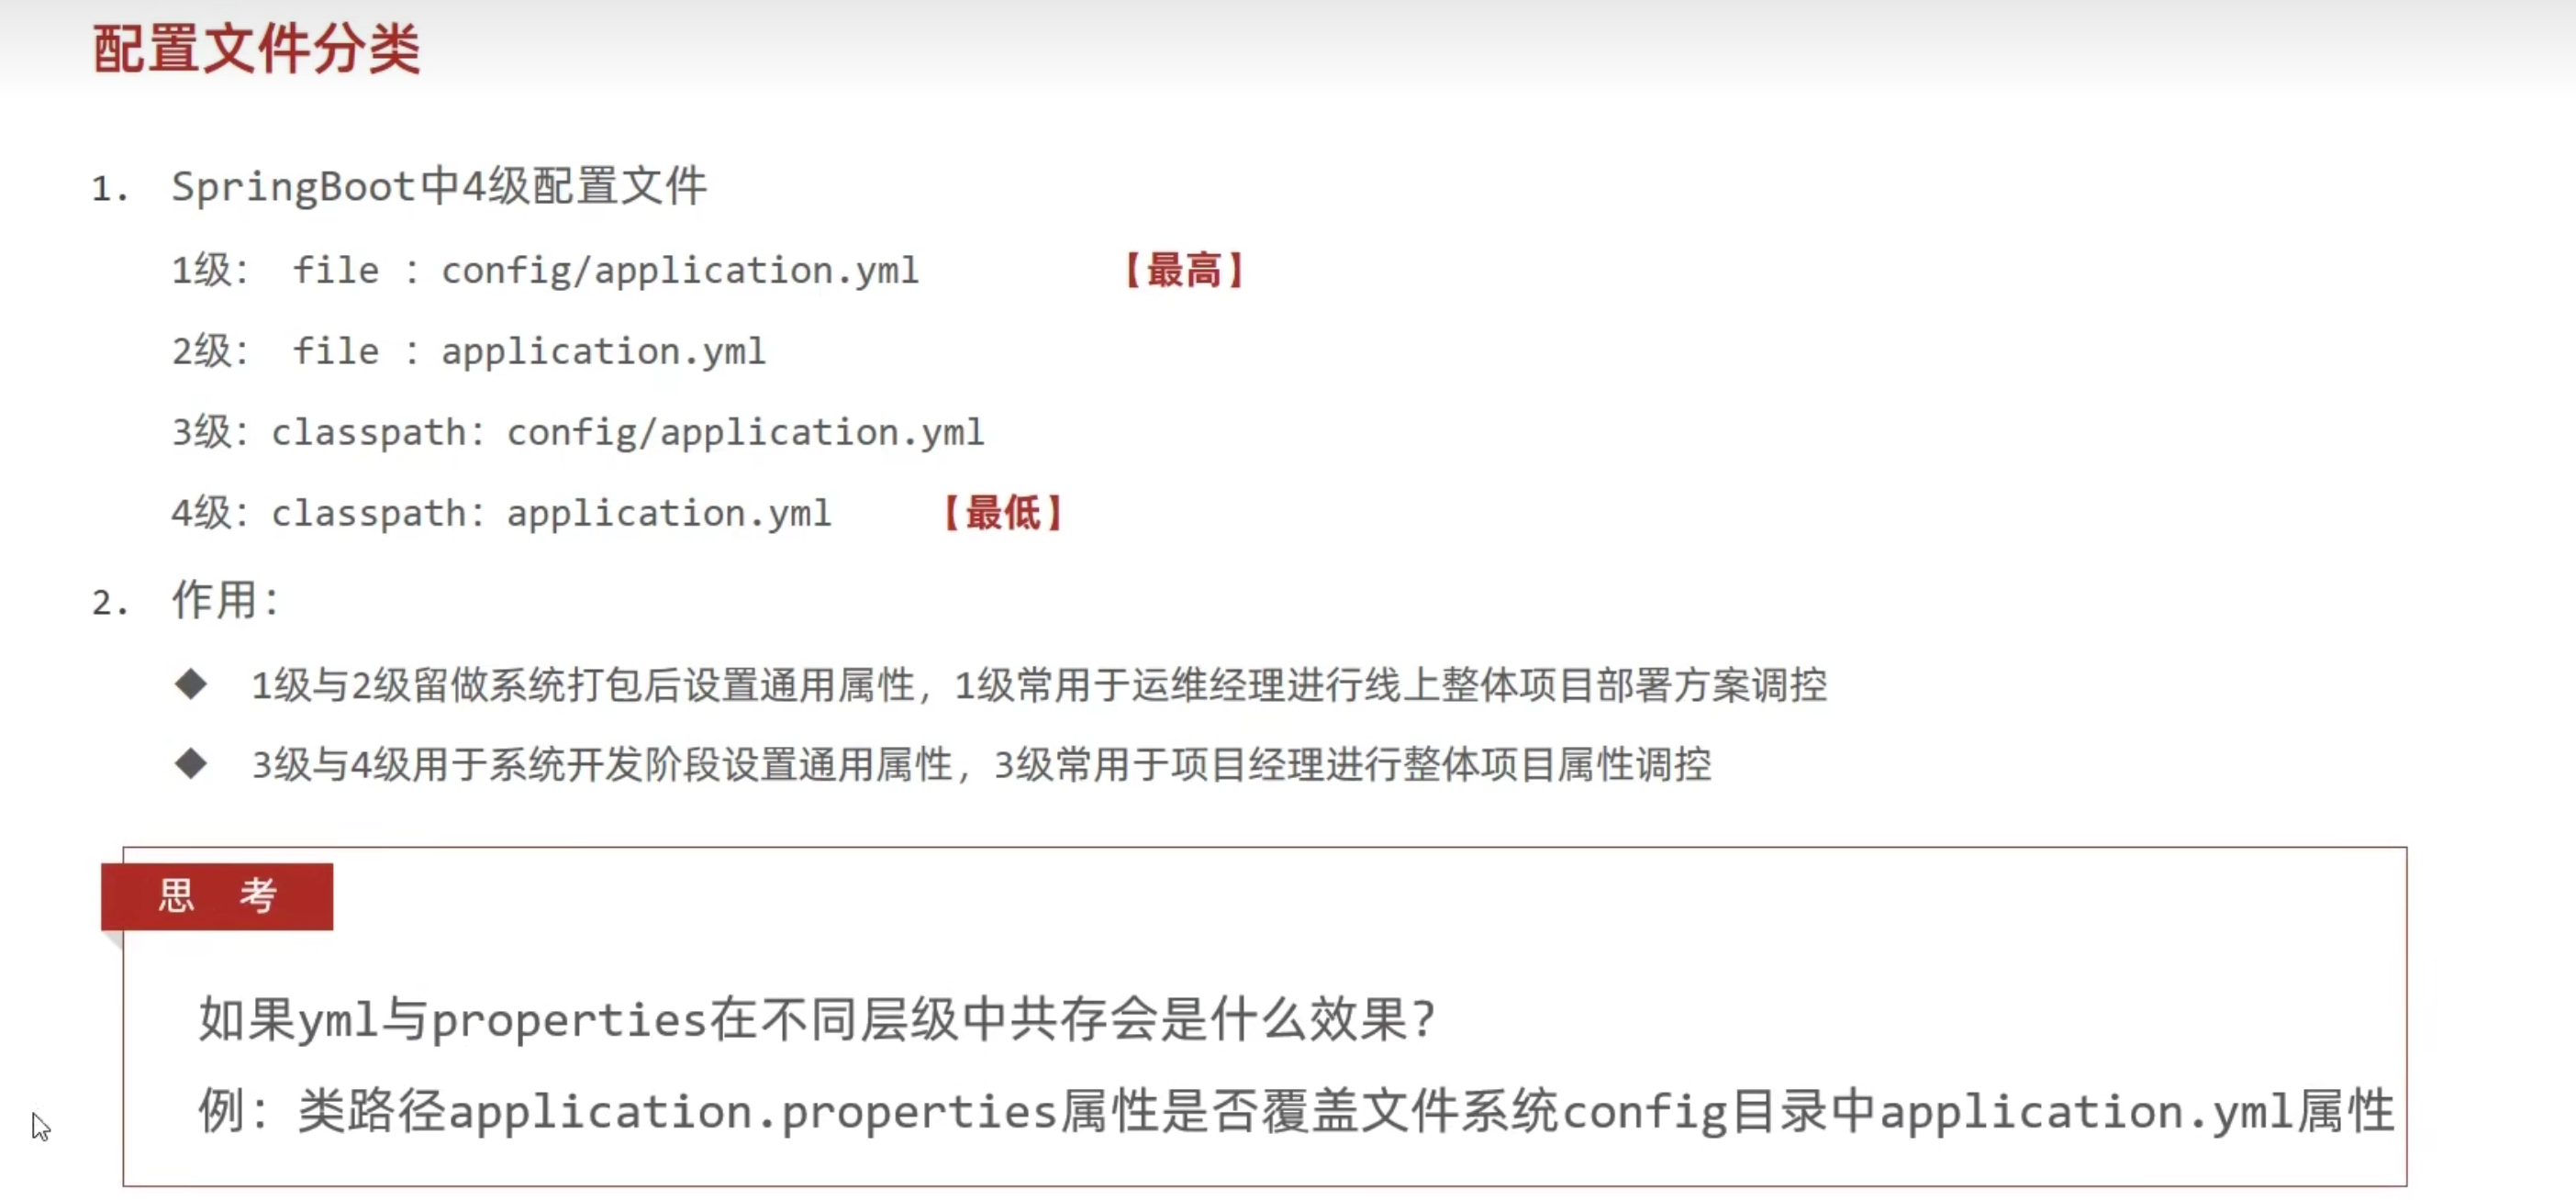 配置文件分类
1. SpringBoot中4级配置文件
1级： file : config/application.yml 【最高】
2级： file : application.yml
3级：classpath：config/application.yml
4级：classpath：application.yml 【最低】
2. 作用：
◆ 1级与2级留做系统打包后设置通用属性，1级常用于运维经理进行线上整体项目部署方案调控
◆ 3级与4级用于系统开发阶段设置通用属性，3级常用于项目经理进行整体项目属性调控
思 考
如果yml与properties在不同层级中共存会是什么效果？
例：类路径application.properties属性是否覆盖文件系统config目录中application.yml属性